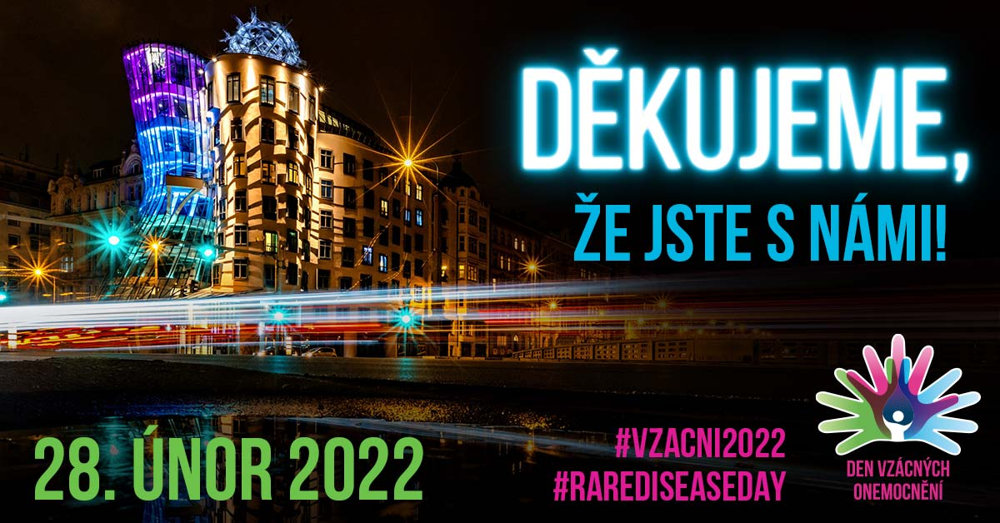 DĚKUJEME,
ŽE JSTE S NÁMI!
28. ÚNOR 2022
#VZACNI2022
#RAREDISEASEDAY
DEN VZÁCNÝCH
ONEMOCNĚNÍ